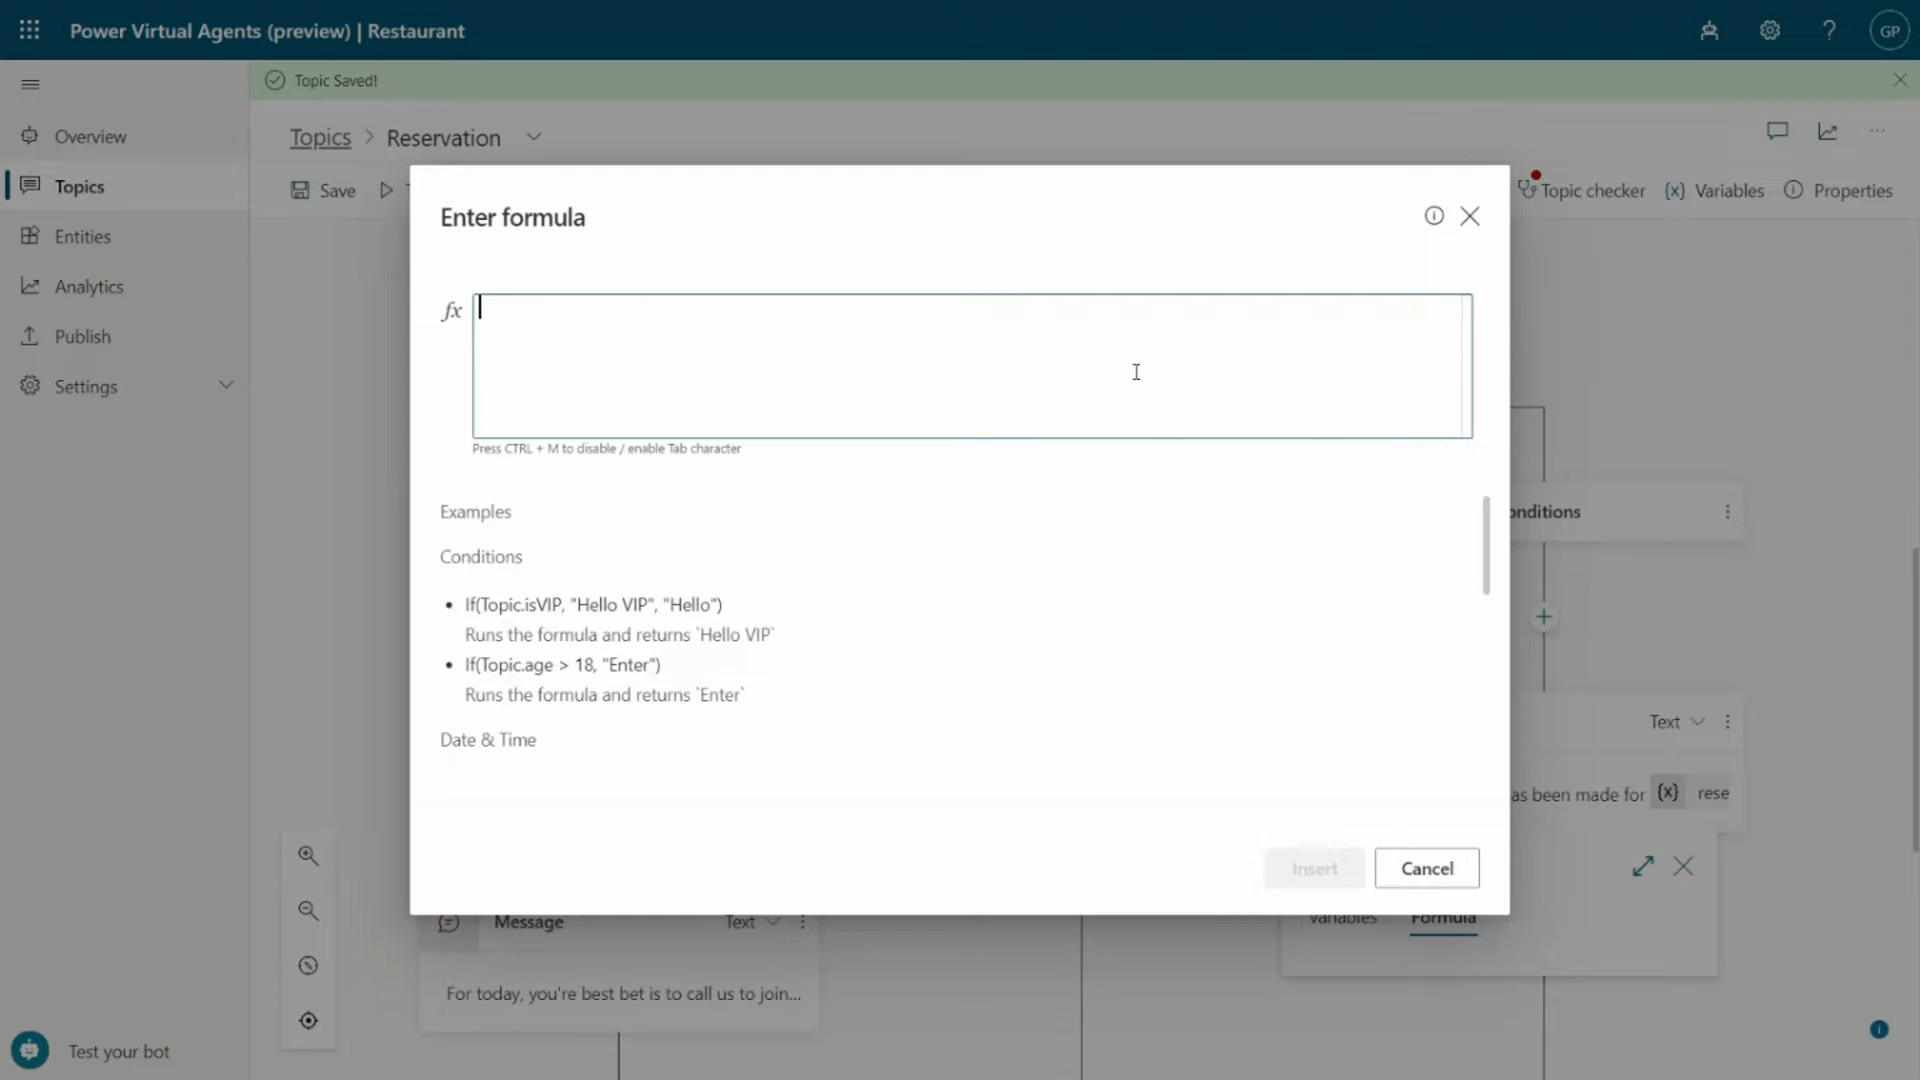 Power Virtual Agents (preview) | Restaurant
GP
Topic Saved!
Overview
Topics
Entities
Analytics
Publish
Settings
Topics > Reservation
Save
Topic checker
{x} Variables
Properties
Enter formula
fx
Press CTRL + M to disable / enable Tab character
Examples
Conditions
• If(Topic.isVIP, "Hello VIP", "Hello")
Runs the formula and returns `Hello VIP`
• If(Topic.age > 18, "Enter")
Runs the formula and returns `Enter`
Date & Time
Insert
Cancel
onditions
Text
as been made for {x} rese
Variables
Formula
Message
Text
For today, you're best bet is to call us to join...
Test your bot